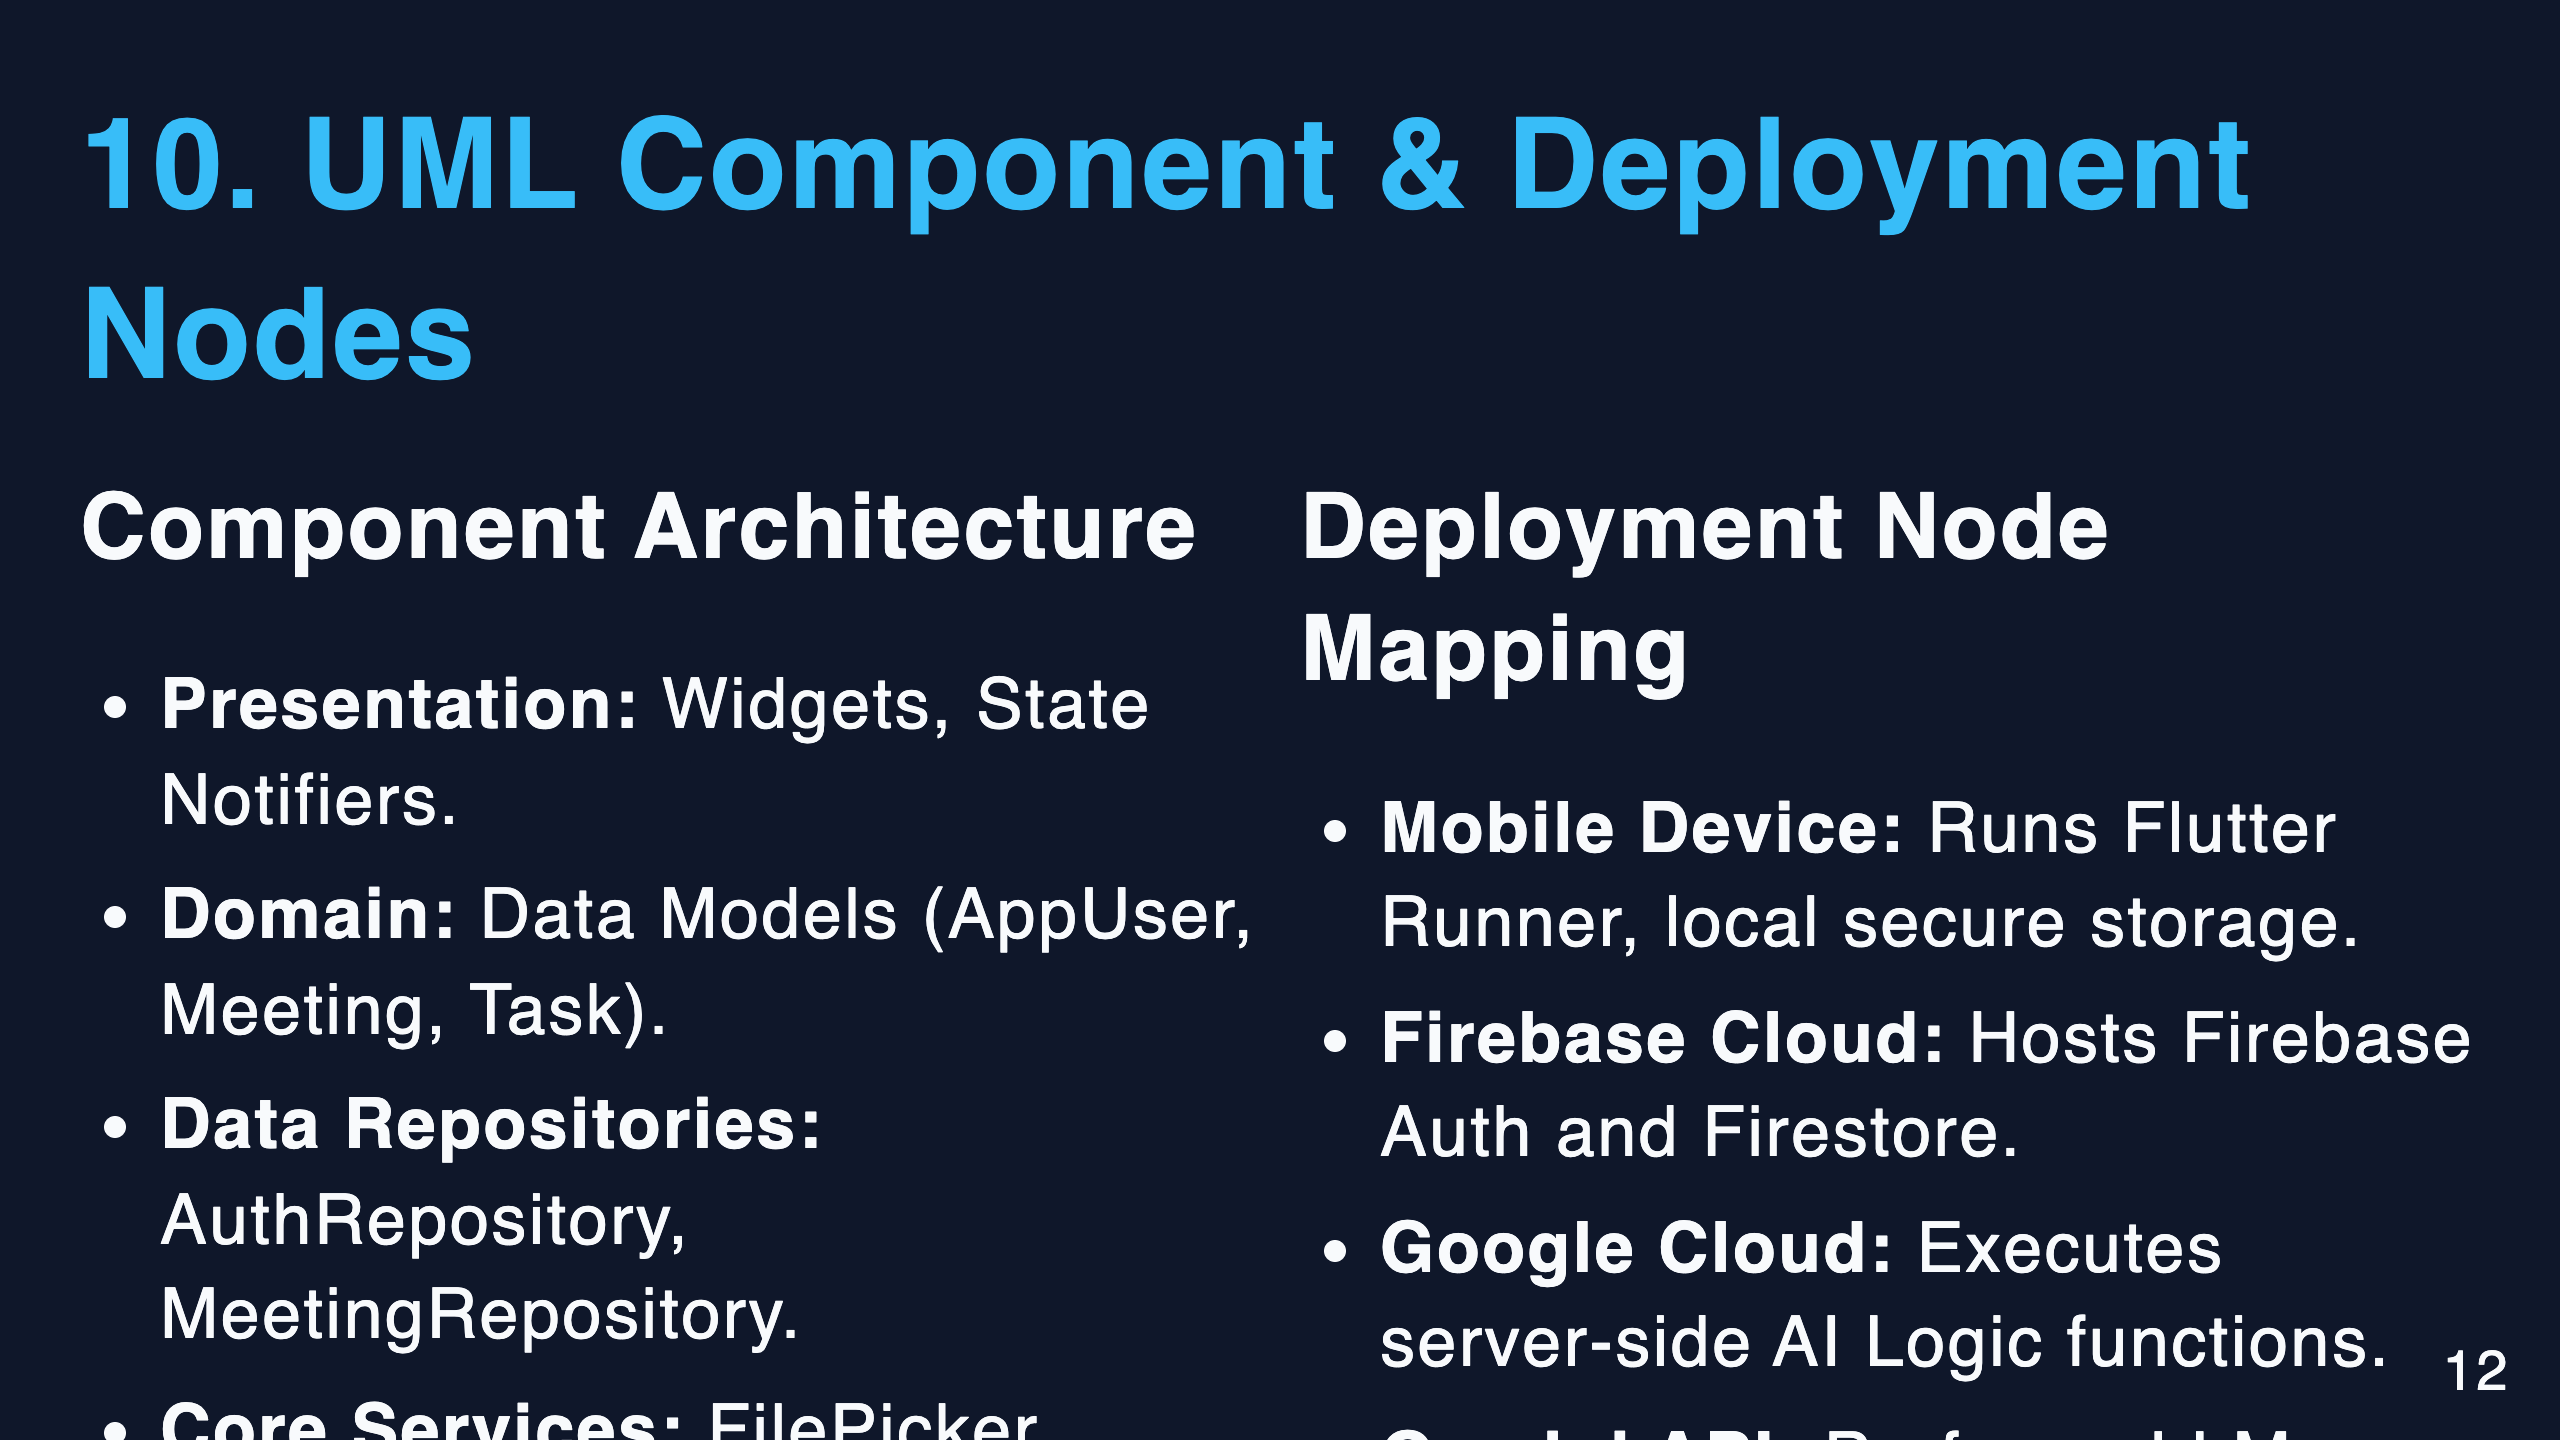 10. UML Component & Deployment
Nodes
Component Architecture
• Presentation: Widgets, State
Notifiers.
• Domain: Data Models (AppUser,
Meeting, Task).
• Data Repositories:
AuthRepository,
MeetingRepository.
• Core Services: FilePicker
Deployment Node
Mapping
• Mobile Device: Runs Flutter
Runner, local secure storage.
• Firebase Cloud: Hosts Firebase
Auth and Firestore.
• Google Cloud: Executes
server-side AI Logic functions.
12